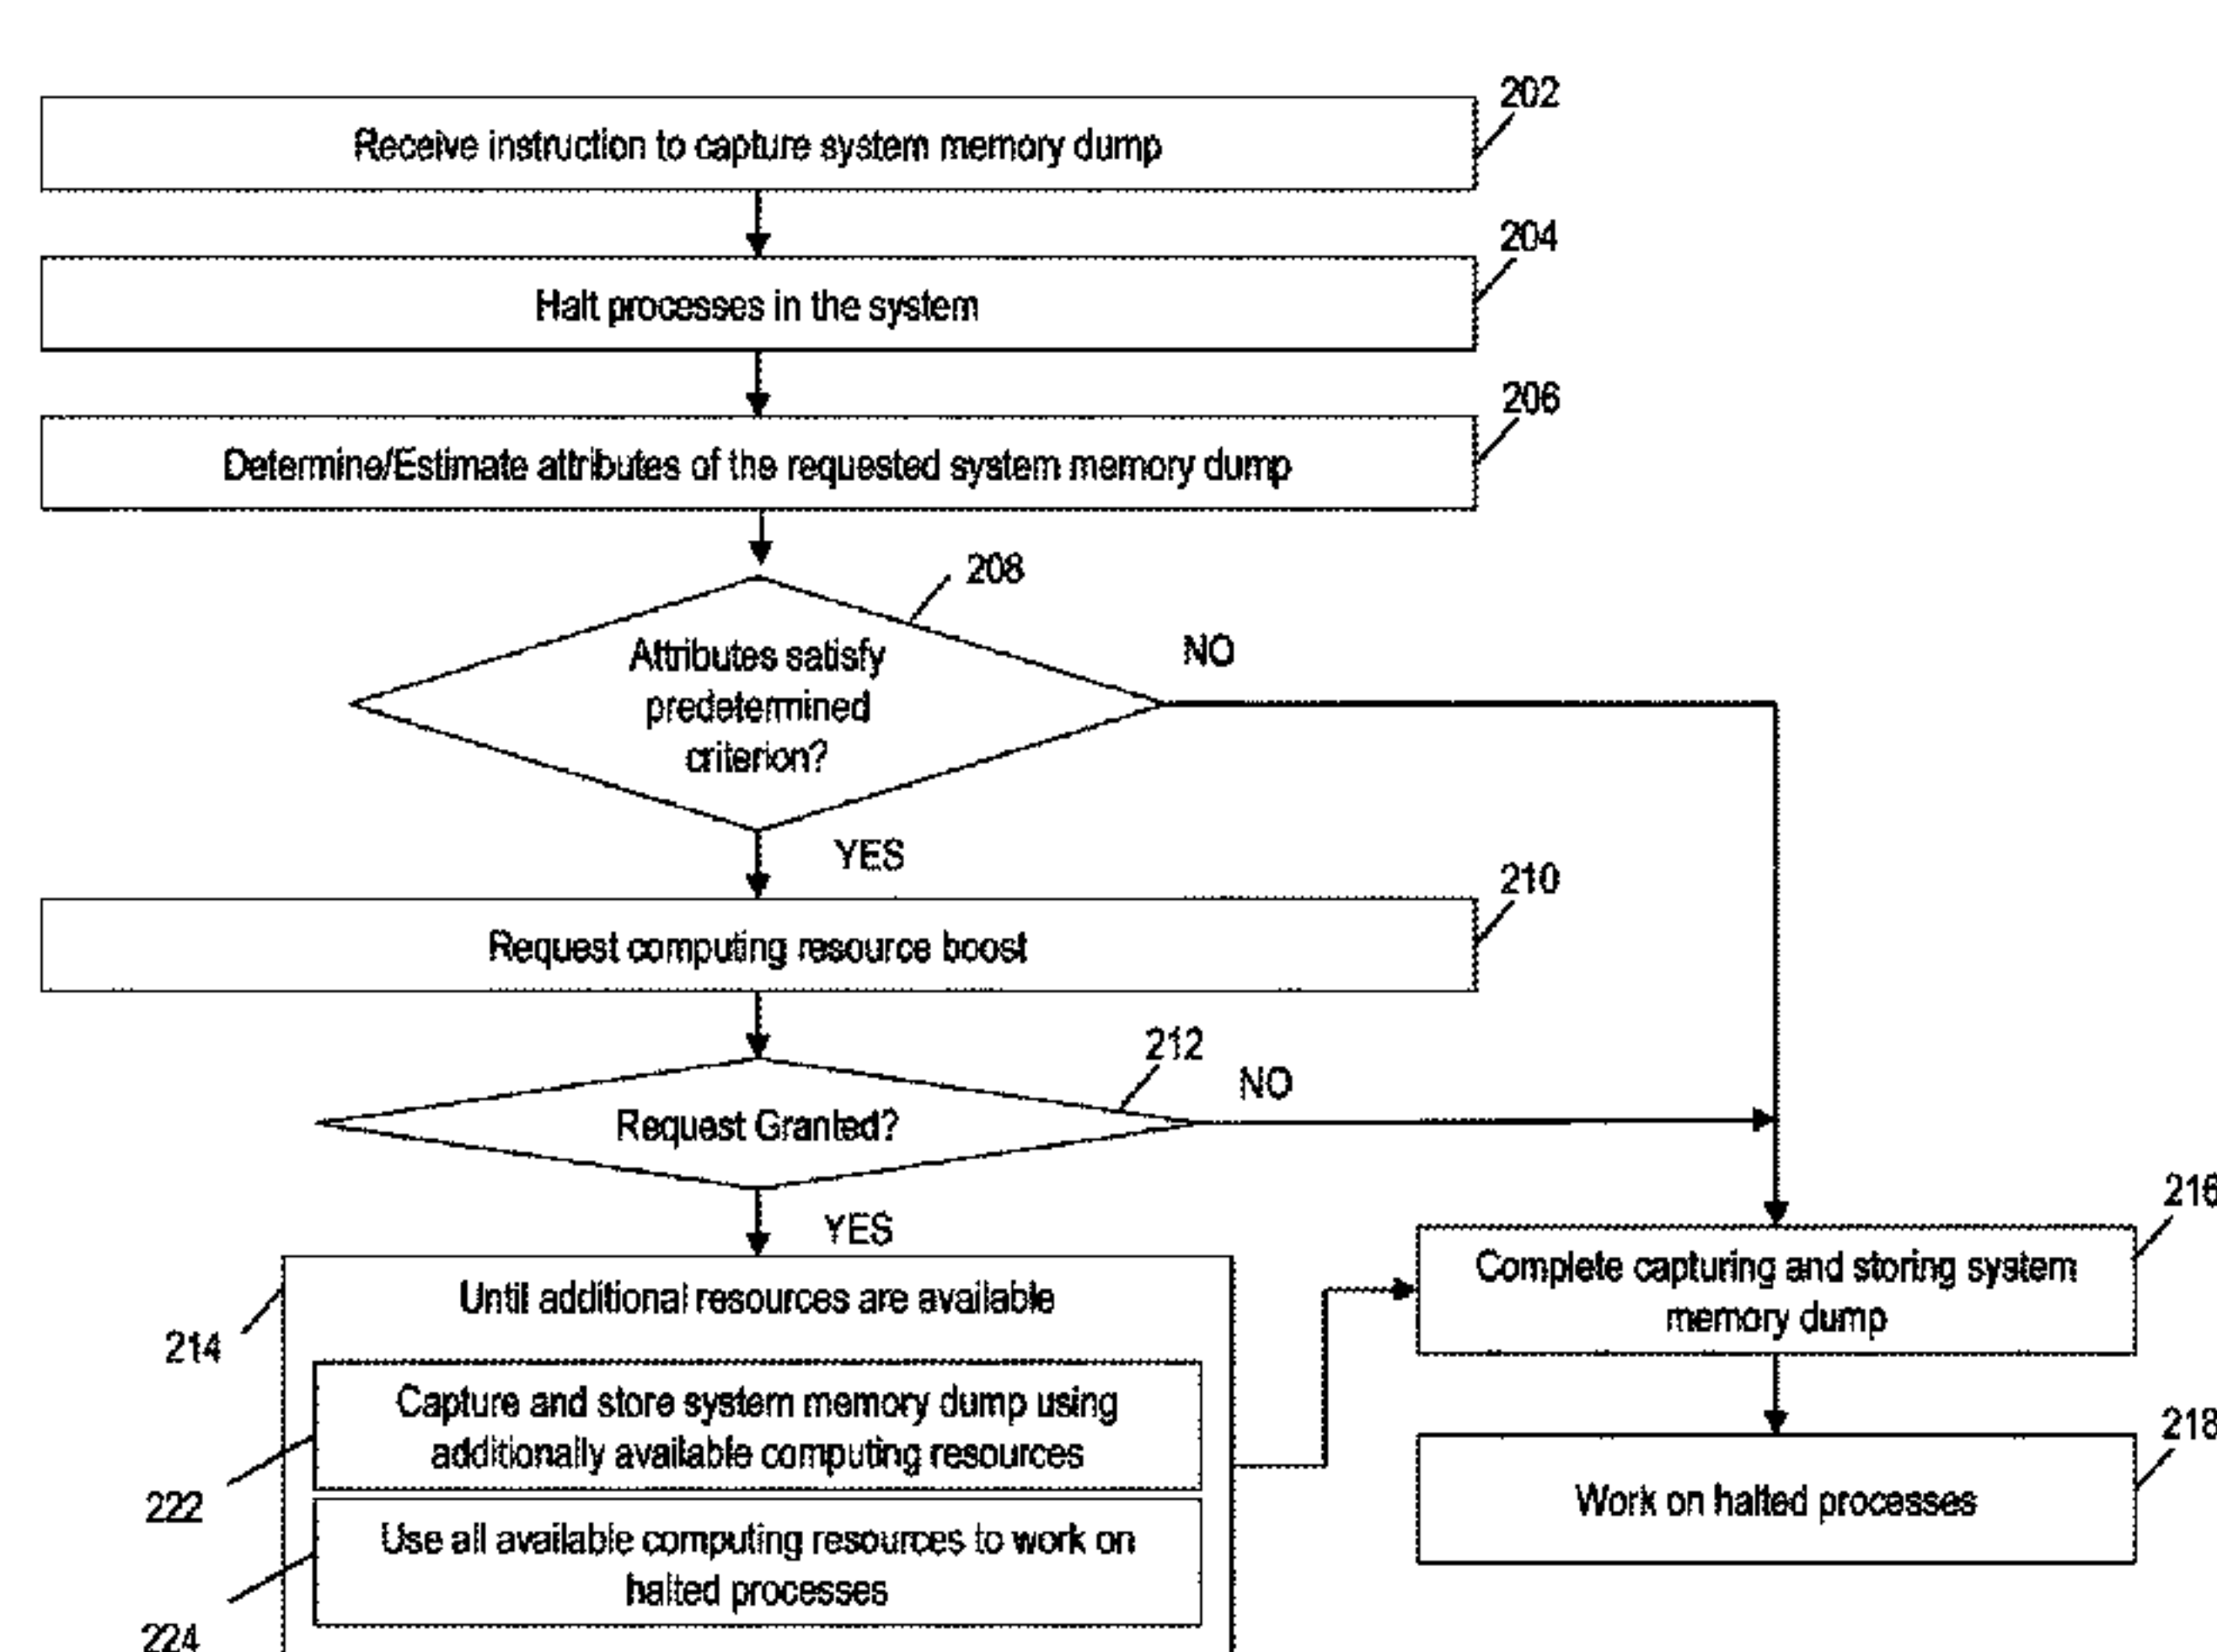 202
Receive instruction to capture system memory dump
204
Halt processes in the system
206
Determine/Estimate attributes of the requested system memory dump
208
Attributes satisfy
predetermined
criterion?
NO
YES
210
Request computing resource boost
212
Request Granted?
NO
YES
214
Until additional resources are available
222
Capture and store system memory dump using
additionally available computing resources
224
Use all available computing resources to work on
halted processes
216
Complete capturing and storing system
memory dump
218
Work on halted processes